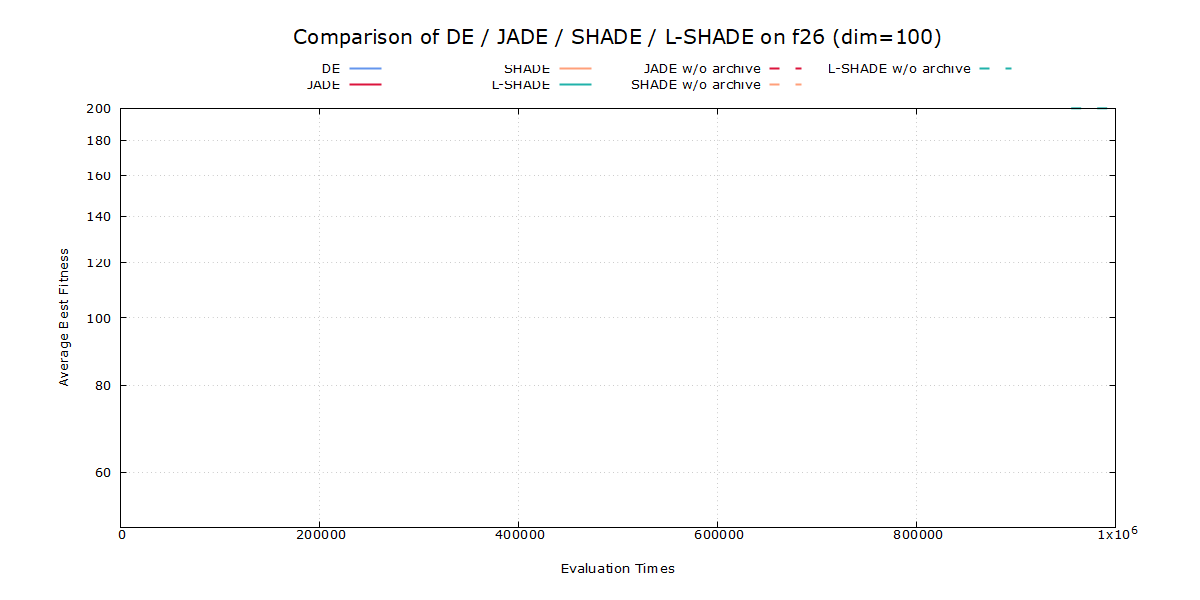 Comparison of DE / JADE / SHADE / L-SHADE on f26 (dim=100)
DE SHADE JADE w/o archive L-SHADE w/o archive
JADE L-SHADE SHADE w/o archive
200
180
160
140
120
100
80
60
Average Best Fitness
0 200000 400000 600000 800000 1x10^6
Evaluation Times